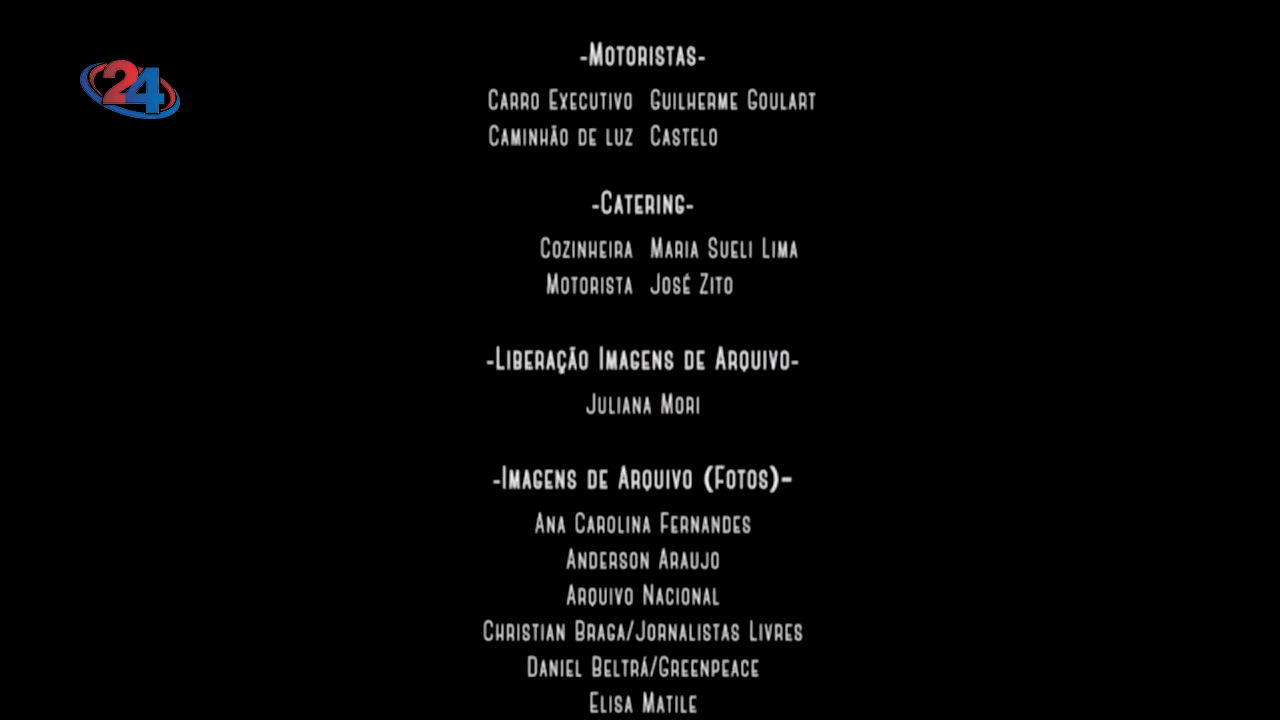 24
-Motoristas-
Carro Executivo Guilherme Goulart
Caminhão de luz Castelo
-Catering-
Cozinheira Maria Sueli Lima
Motorista José Zito
-Liberação Imagens de Arquivo-
Juliana Mori
-Imagens de Arquivo (Fotos)-
Ana Carolina Fernandes
Anderson Araujo
Arquivo Nacional
Christian Braga/Jornalistas Livres
Daniel Beltrá/Greenpeace
Elisa Matile